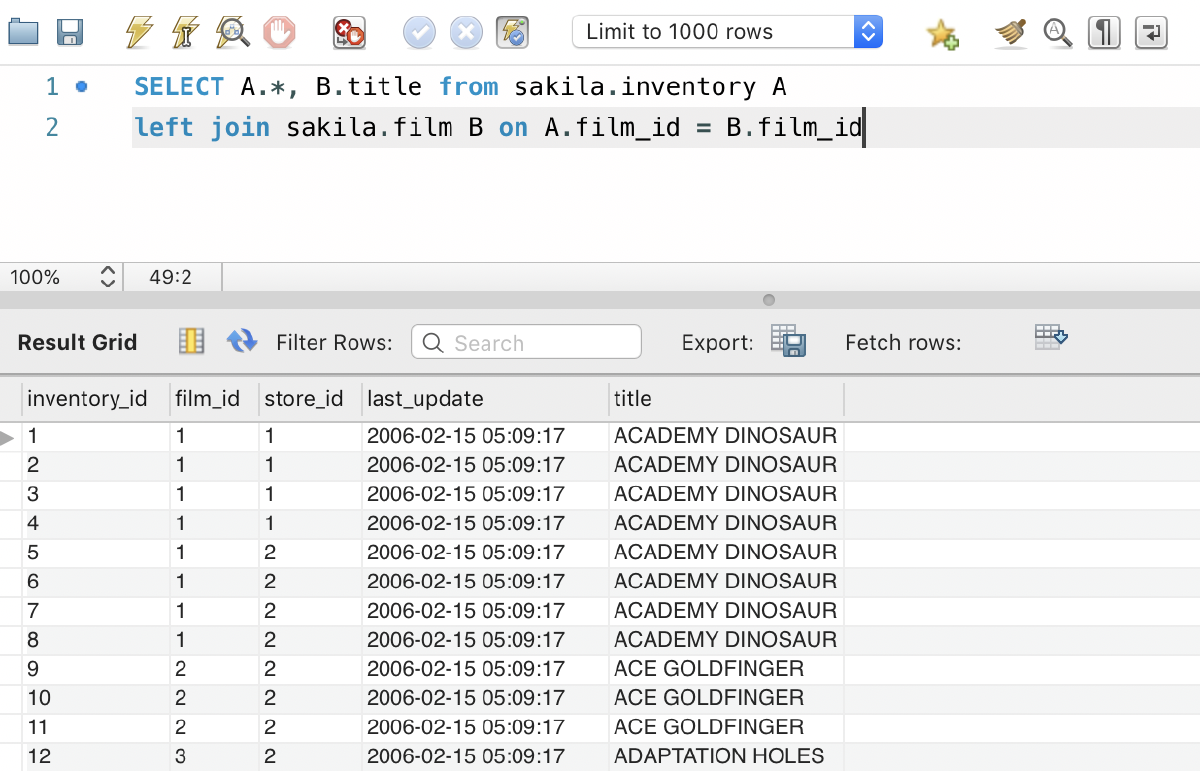 Limit to 1000 rows
1 SELECT A.*, B.title from sakila.inventory A
2 left join sakila.film B on A.film_id = B.film_id
100% 49:2
Result Grid Filter Rows: Search Export: Fetch rows:
inventory_id film_id store_id last_update title
1 1 1 2006-02-15 05:09:17 ACADEMY DINOSAUR
2 1 1 2006-02-15 05:09:17 ACADEMY DINOSAUR
3 1 1 2006-02-15 05:09:17 ACADEMY DINOSAUR
4 1 1 2006-02-15 05:09:17 ACADEMY DINOSAUR
5 1 2 2006-02-15 05:09:17 ACADEMY DINOSAUR
6 1 2 2006-02-15 05:09:17 ACADEMY DINOSAUR
7 1 2 2006-02-15 05:09:17 ACADEMY DINOSAUR
8 1 2 2006-02-15 05:09:17 ACADEMY DINOSAUR
9 2 2 2006-02-15 05:09:17 ACE GOLDFINGER
10 2 2 2006-02-15 05:09:17 ACE GOLDFINGER
11 2 2 2006-02-15 05:09:17 ACE GOLDFINGER
12 3 2 2006-02-15 05:09:17 ADAPTATION HOLES